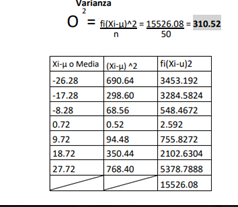 Varianza
2
O = fi(Xi-μ)^2 = 15526.08 = 310.52
n 50
Xi-μ o Media (Xi-μ) ^2 fi(Xi-u)2
-26.28 690.64 3453.192
-17.28 298.60 3284.5824
-8.28 68.56 548.4672
0.72 0.52 2.592
9.72 94.48 755.8272
18.72 350.44 2102.6304
27.72 768.40 5378.7888
15526.08